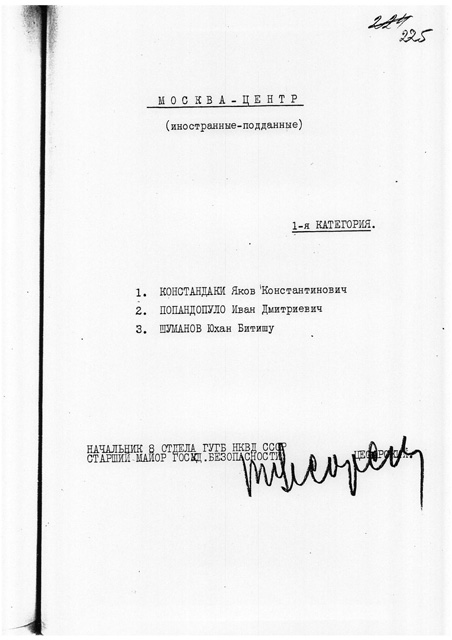 224
225
МОСКВА-ЦЕНТР
(иностранные-подданные)
1-я КАТЕГОРИЯ.
1. КОНСТАНДАКИ Яков Константинович
2. ПОПАНДОПУЛО Иван Дмитриевич
3. ШУМАНОВ Юхан Битишу
НАЧАЛЬНИК 8 ОТДЕЛА ГУГБ НКВД СССР
СТАРШИЙ МАЙОР ГОСУД.БЕЗОПАСНОСТИ ЦЕСАРСКИЙ.